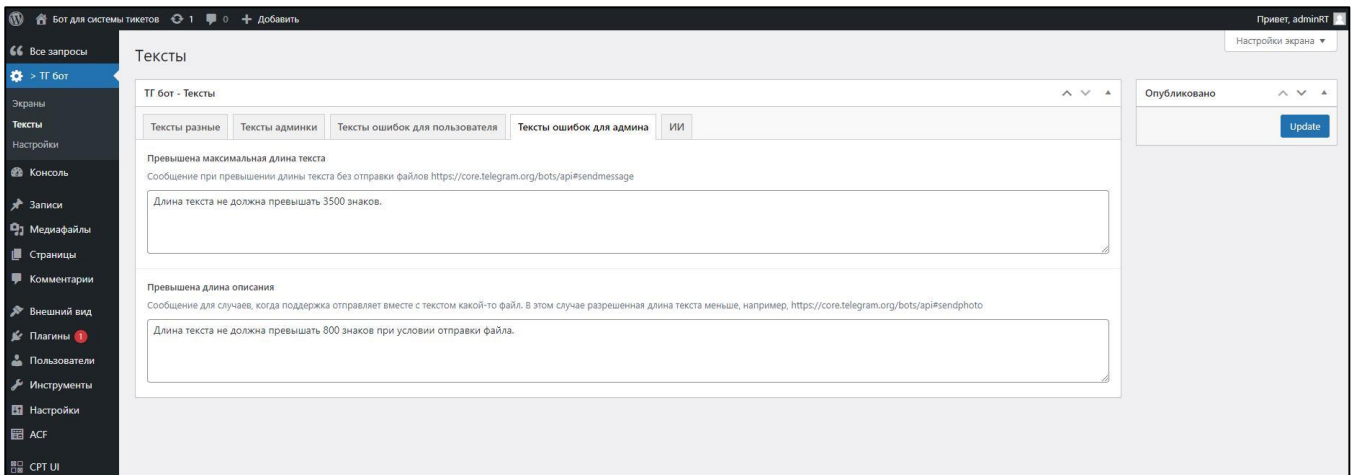 Бот для системы тикетов 1 0 + Добавить Привет, adminRT
Настройки экрана ▼
Все запросы
> ТГ бот
Экраны
Тексты
Настройки
Консоль
Записи
Медиафайлы
Страницы
Комментарии
Внешний вид
Плагины 1
Пользователи
Инструменты
Настройки
ACF
CPT UI
Тексты
ТГ бот - Тексты
Тексты разные Тексты админки Тексты ошибок для пользователя Тексты ошибок для админа ИИ
Превышена максимальная длина текста
Сообщение при превышении длины текста без отправки файлов https://core.telegram.org/bots/api#sendmessage
Длина текста не должна превышать 3500 знаков.
Превышена длина описания
Сообщение для случаев, когда поддержка отправляет вместе с текстом какой-то файл. В этом случае разрешенная длина текста меньше, например, https://core.telegram.org/bots/api#sendphoto
Длина текста не должна превышать 800 знаков при условии отправки файла.
Опубликовано
Update